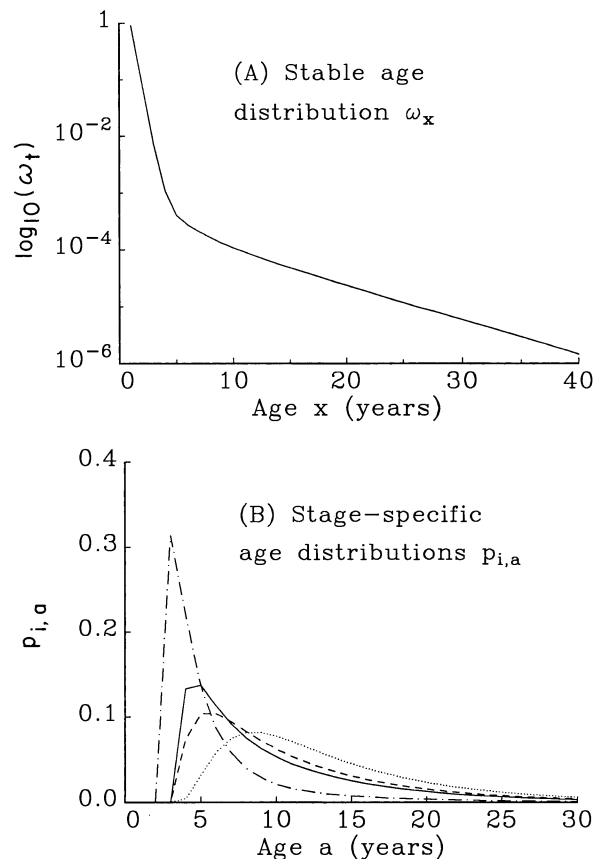 1
(A) Stable age
distribution ωₓ
10⁻²
log₁₀(ωₜ)
10⁻⁴
10⁻⁶
0 10 20 30 40
Age x (years)
0.4
(B) Stage-specific
age distributions pᵢ,ₐ
0.3
pᵢ,ₐ
0.2
0.1
0.0
0 5 10 15 20 25 30
Age a (years)